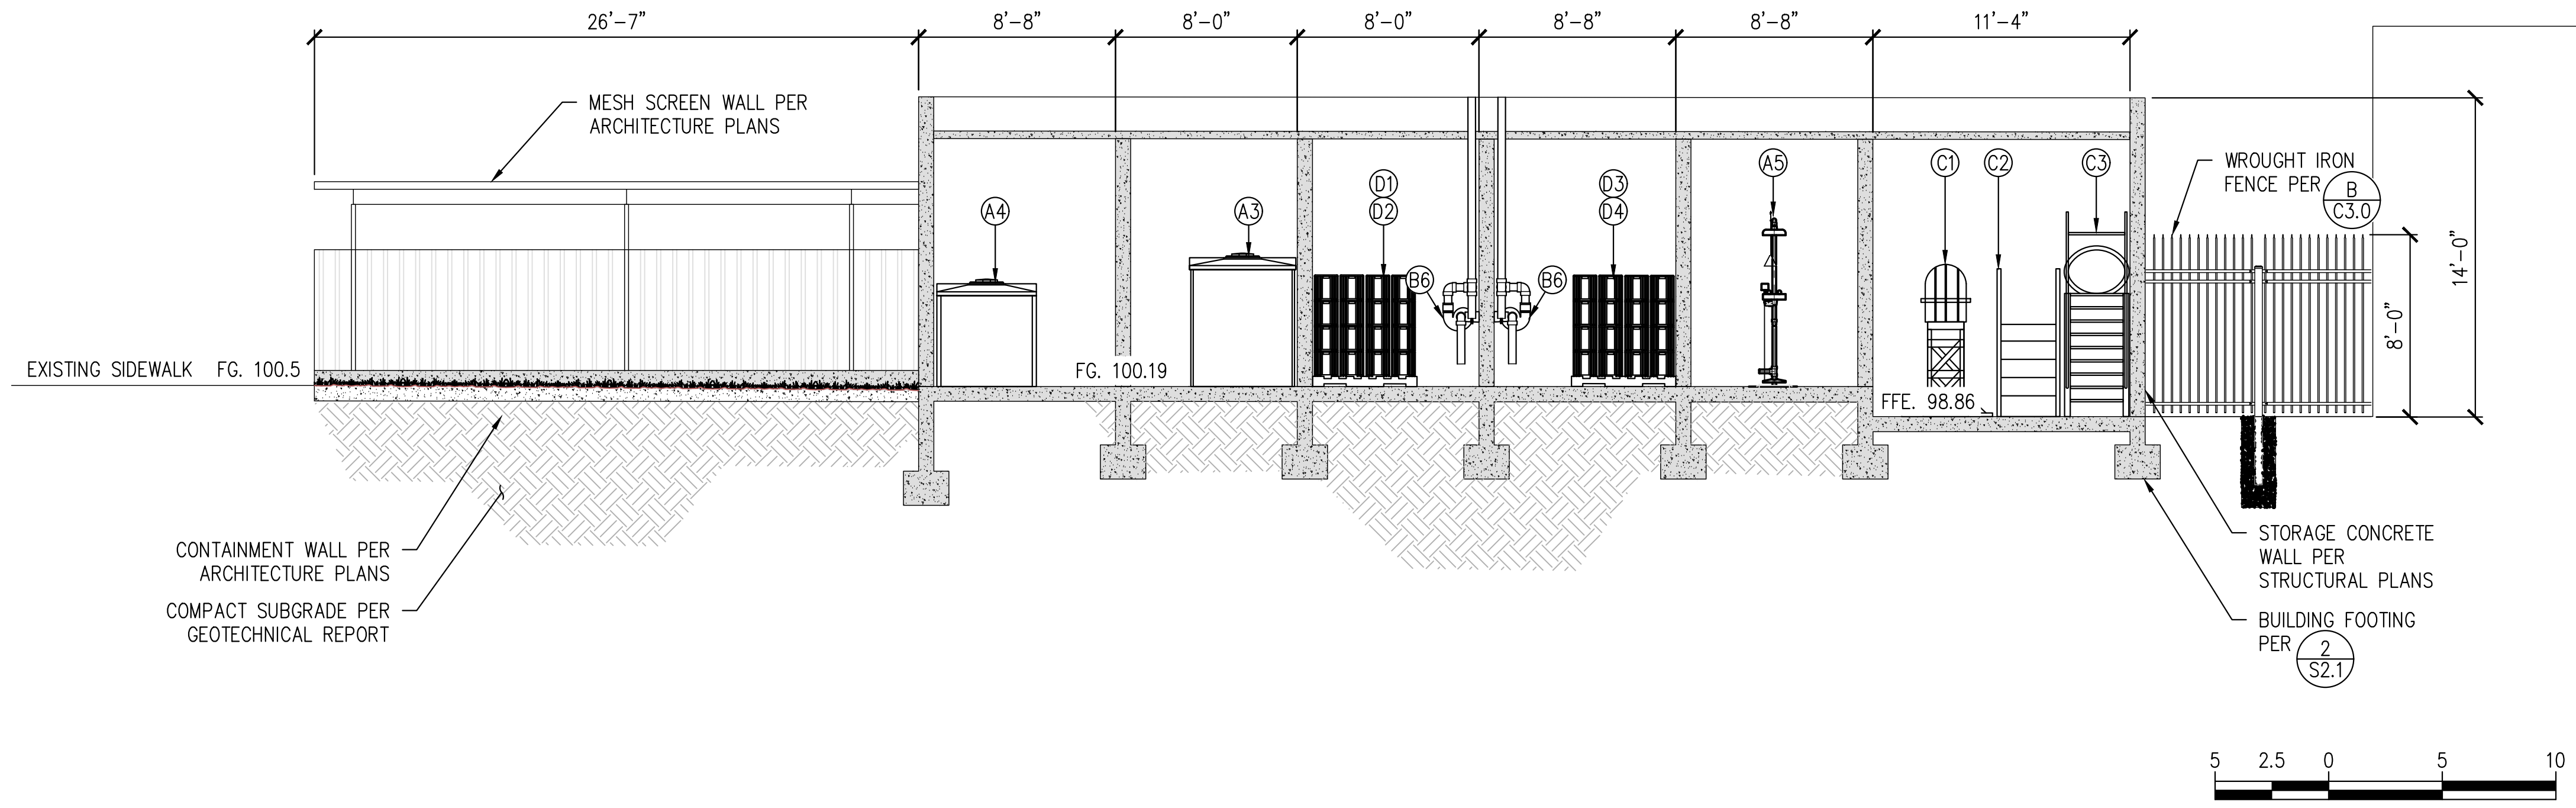 26'-7"
8'-8"
8'-0"
8'-0"
8'-8"
8'-8"
11'-4"
MESH SCREEN WALL PER
ARCHITECTURE PLANS
A4
A3
D1
D2
B6
B6
D3
D4
A5
C1
C2
C3
WROUGHT IRON
FENCE PER
B
C3.0
14'-0"
8'-0"
EXISTING SIDEWALK FG. 100.5
FG. 100.19
FFE. 98.86
CONTAINMENT WALL PER
ARCHITECTURE PLANS
COMPACT SUBGRADE PER
GEOTECHNICAL REPORT
STORAGE CONCRETE
WALL PER
STRUCTURAL PLANS
BUILDING FOOTING
PER
2
S2.1
5 2.5 0 5 10